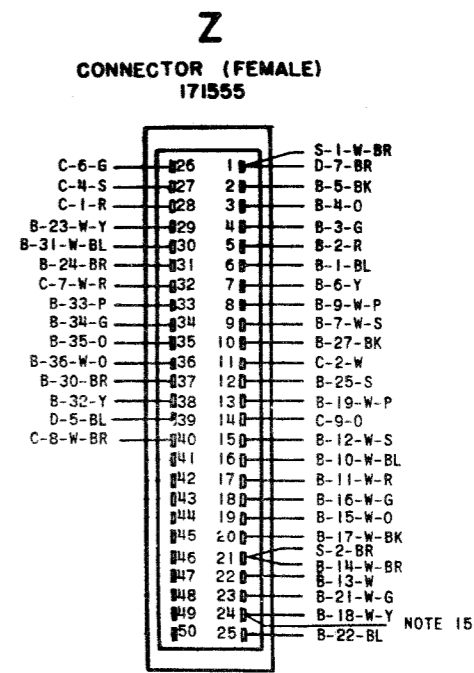 Z
CONNECTOR (FEMALE)
171555
S-1-W-BR
C-6-G 26 1 D-7-BR
C-4-S 27 2 B-5-BK
C-1-R 28 3 B-4-O
B-23-W-Y 29 4 B-3-G
B-31-W-BL 30 5 B-2-R
B-24-BR 31 6 B-1-BL
C-7-W-R 32 7 B-6-Y
B-33-P 33 8 B-9-W-P
B-34-G 34 9 B-7-W-S
B-35-O 35 10 B-27-BK
B-36-W-O 36 11 C-2-W
B-30-BR 37 12 B-25-S
B-32-Y 38 13 B-19-W-P
D-5-BL 39 14 C-9-O
C-8-W-BR 40 15 B-12-W-S
41 16 B-10-W-BL
42 17 B-11-W-R
43 18 B-16-W-G
44 19 B-15-W-O
45 20 B-17-W-BK
S-2-BR
46 21 B-14-W-BR
47 22 B-13-W
48 23 B-21-W-G
49 24 B-18-W-Y NOTE 15
50 25 B-22-BL